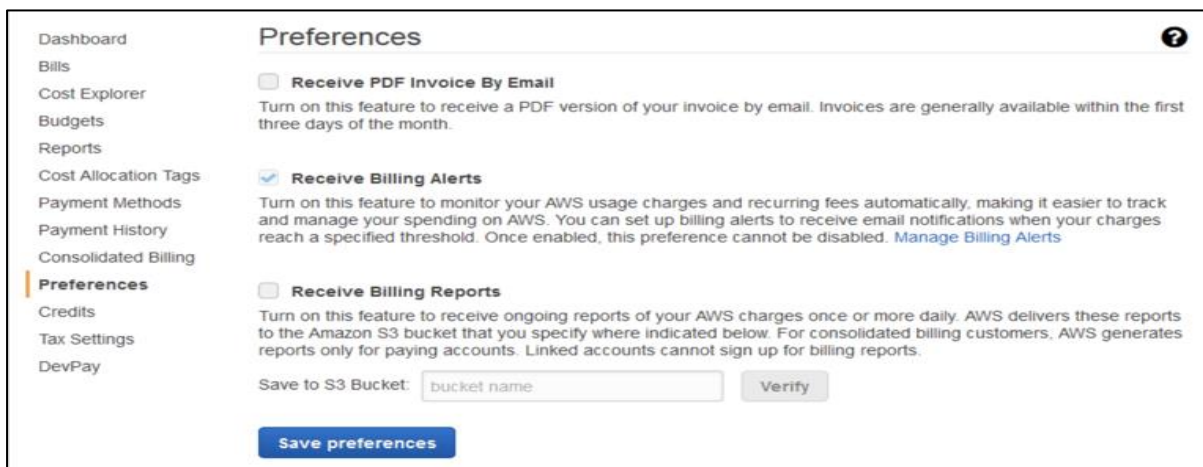 Dashboard
Bills
Cost Explorer
Budgets
Reports
Cost Allocation Tags
Payment Methods
Payment History
Consolidated Billing
Preferences
Credits
Tax Settings
DevPay
Preferences
?
Receive PDF Invoice By Email
Turn on this feature to receive a PDF version of your invoice by email. Invoices are generally available within the first
three days of the month.
Receive Billing Alerts
Turn on this feature to monitor your AWS usage charges and recurring fees automatically, making it easier to track
and manage your spending on AWS. You can set up billing alerts to receive email notifications when your charges
reach a specified threshold. Once enabled, this preference cannot be disabled. Manage Billing Alerts
Receive Billing Reports
Turn on this feature to receive ongoing reports of your AWS charges once or more daily. AWS delivers these reports
to the Amazon S3 bucket that you specify where indicated below. For consolidated billing customers, AWS generates
reports only for paying accounts. Linked accounts cannot sign up for billing reports.
Save to S3 Bucket: bucket name Verify
Save preferences